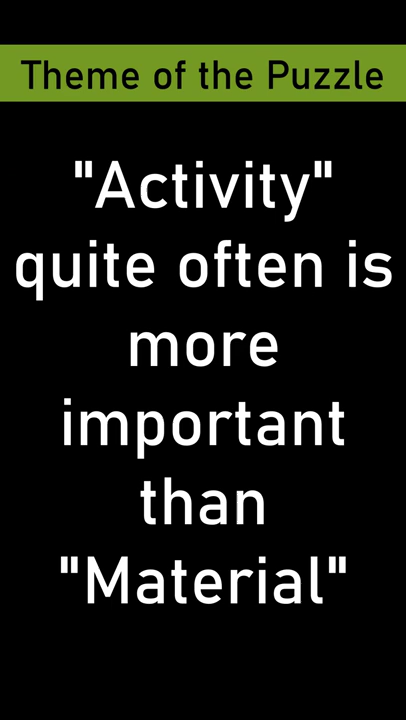 Theme of the Puzzle
"Activity"
quite often is
more
important
than
"Material"